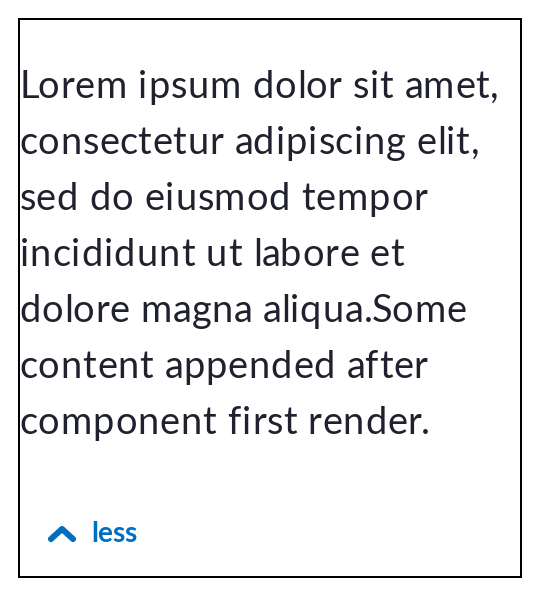 Lorem ipsum dolor sit amet,
consectetur adipiscing elit,
sed do eiusmod tempor
incididunt ut labore et
dolore magna aliqua.Some
content appended after
component first render.
less